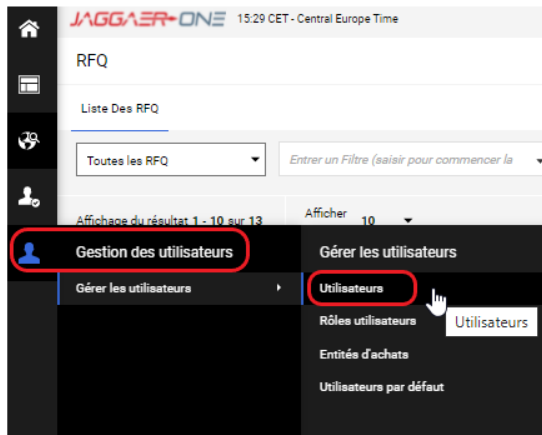 JAGGAER ONE 15:29 CET - Central Europe Time
RFQ
Liste Des RFQ
Toutes les RFQ Entrer un Filtre (saisir pour commencer la
Affichage du résultat 1 - 10 sur 13 Afficher 10
Gestion des utilisateurs Gérer les utilisateurs
Gérer les utilisateurs Utilisateurs
Rôles utilisateurs Utilisateurs
Entités d'achats
Utilisateurs par défaut